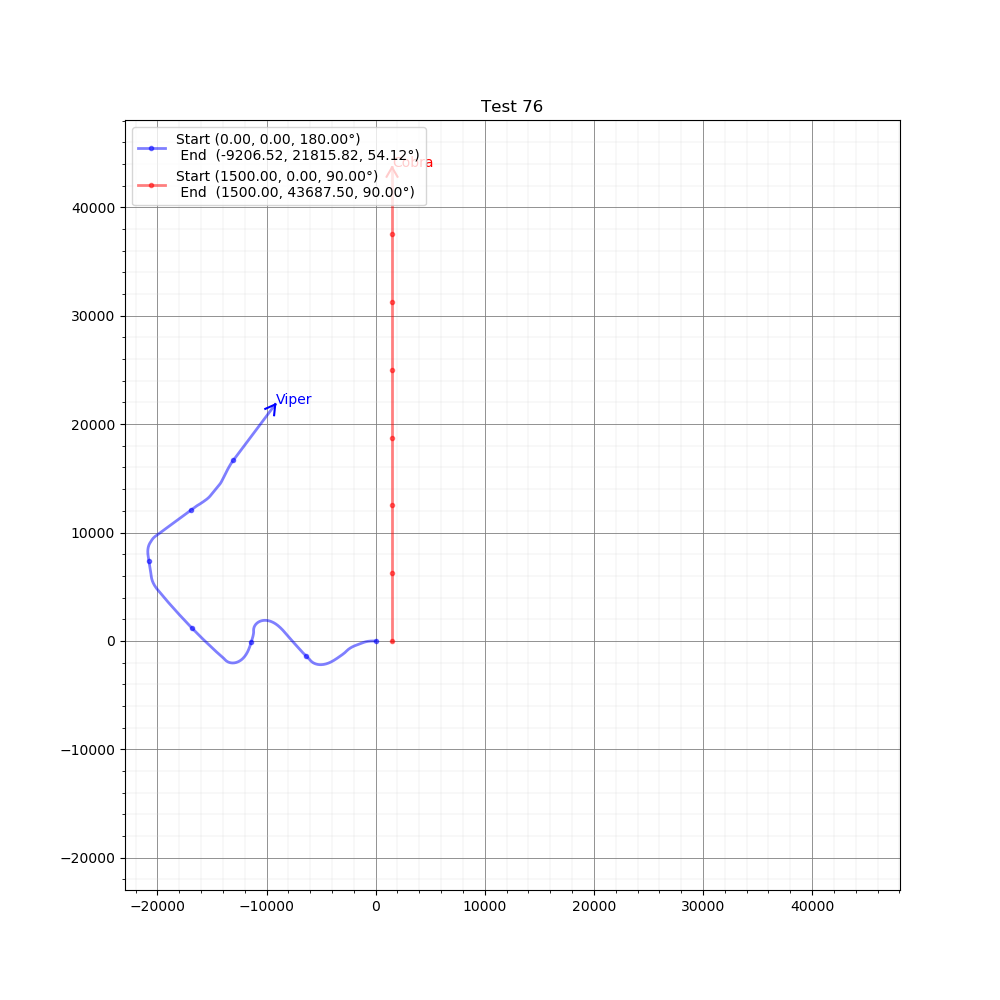 Test 76
Start (0.00, 0.00, 180.00°)
End (-9206.52, 21815.82, 54.12°)
Start (1500.00, 0.00, 90.00°)
End (1500.00, 43687.50, 90.00°)
Cobra
Viper
40000
30000
20000
10000
0
−10000
−20000
−20000 −10000 0 10000 20000 30000 40000